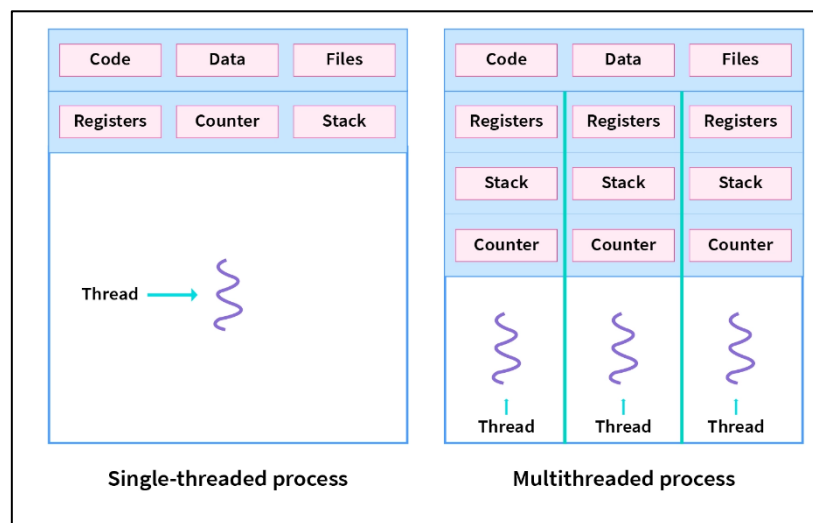 Code Data Files
Registers Counter Stack
Thread
Single-threaded process
Code Data Files
Registers Registers Registers
Stack Stack Stack
Counter Counter Counter
Thread Thread Thread
Multithreaded process